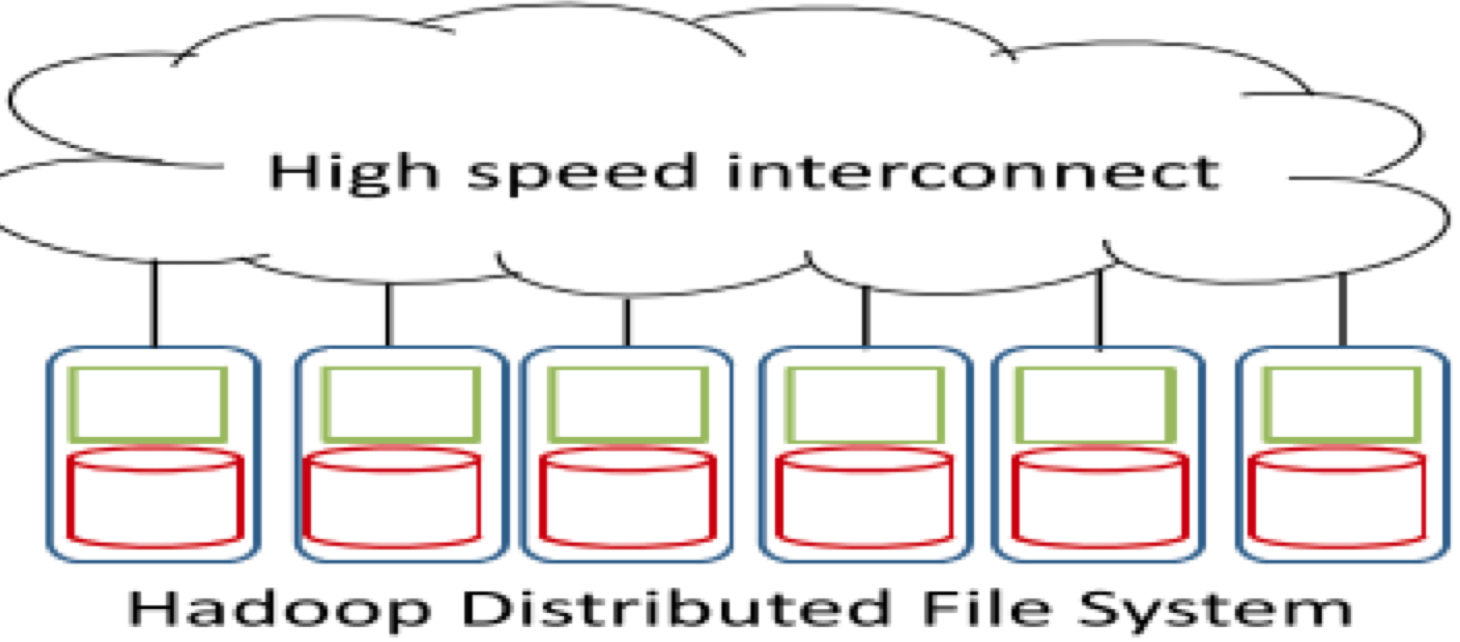 High speed interconnect
Hadoop Distributed File System